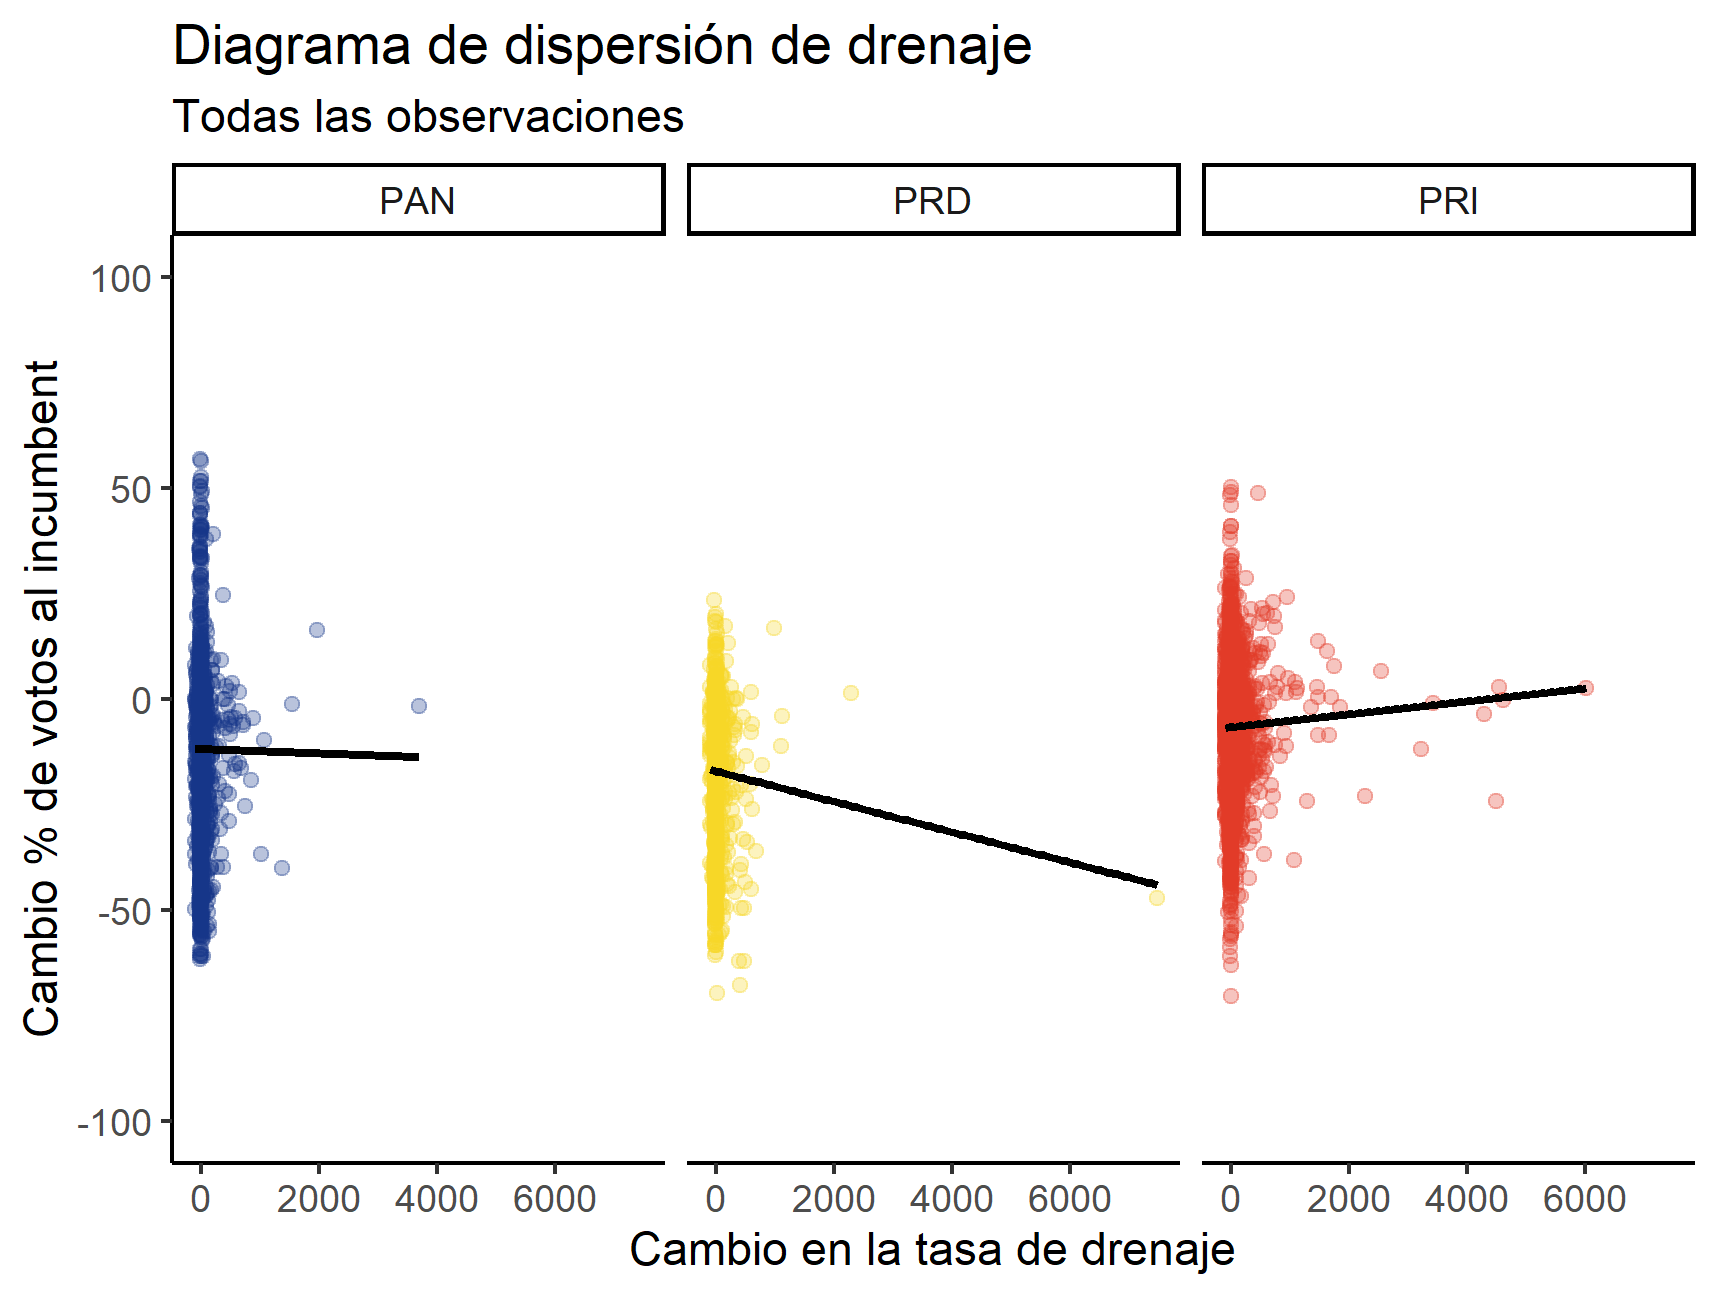 Diagrama de dispersión de drenaje
Todas las observaciones
PAN PRD PRI
Cambio % de votos al incumbent
100
50
0
-50
-100
0 2000 4000 6000 0 2000 4000 6000 0 2000 4000 6000
Cambio en la tasa de drenaje